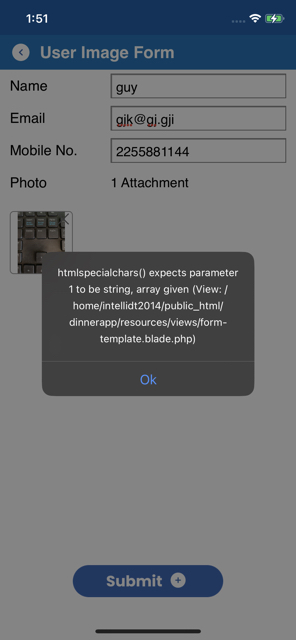 1:51
User Image Form
Name
guy
Email
gjk@gj.gji
Mobile No.
2255881144
Photo
1 Attachment
htmlspecialchars() expects parameter
1 to be string, array given (View: /
home/intellidt2014/public_html/
dinnerapp/resources/views/form-
template.blade.php)
Ok
Submit